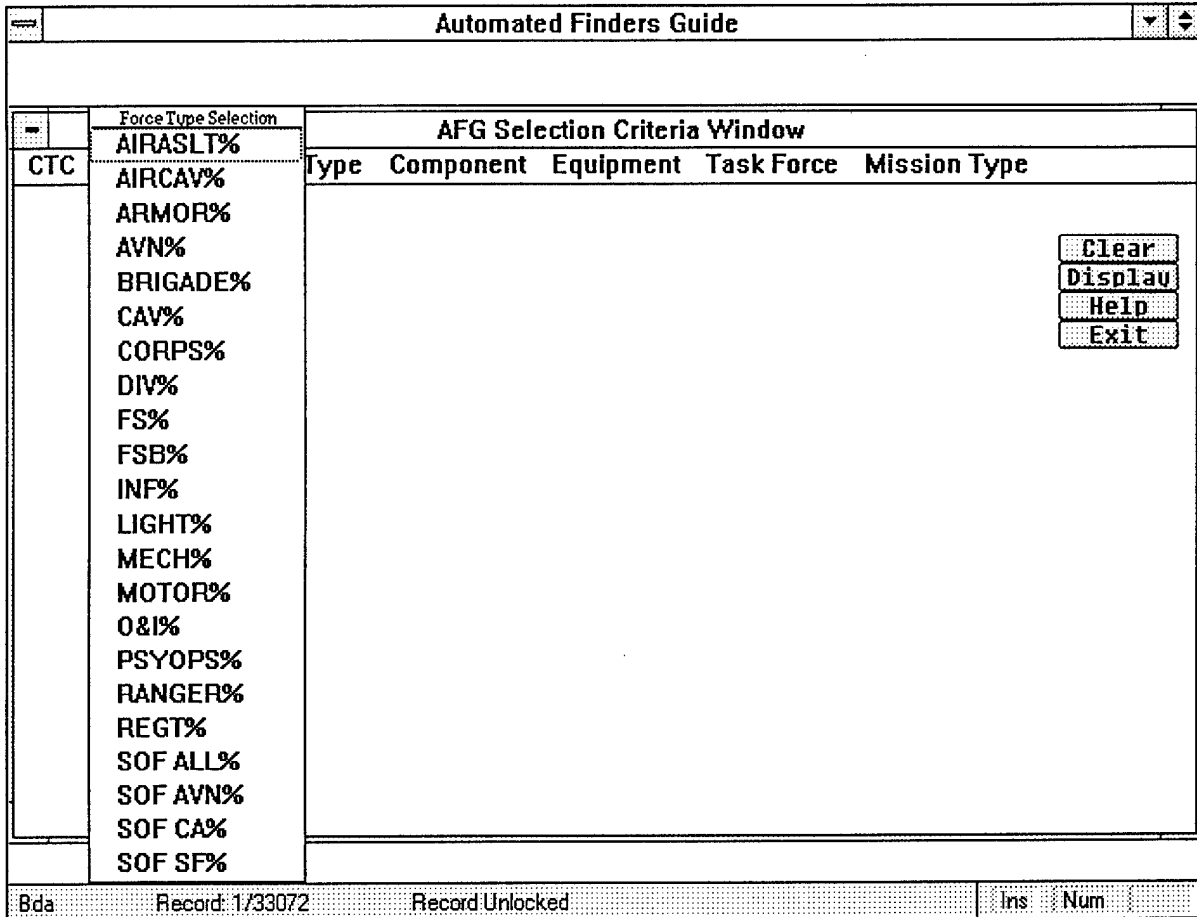 Automated Finders Guide
Force Type Selection
AFG Selection Criteria Window
CTC Type Component Equipment Task Force Mission Type
AIRASLT%
AIRCAV%
ARMOR%
AVN%
BRIGADE%
CAV%
CORPS%
DIV%
FS%
FSB%
INF%
LIGHT%
MECH%
MOTOR%
O&I%
PSYOPS%
RANGER%
REGT%
SOF ALL%
SOF AVN%
SOF CA%
SOF SF%
Clear
Display
Help
Exit
Bda Record: 1/33072 Record Unlocked Ins Num